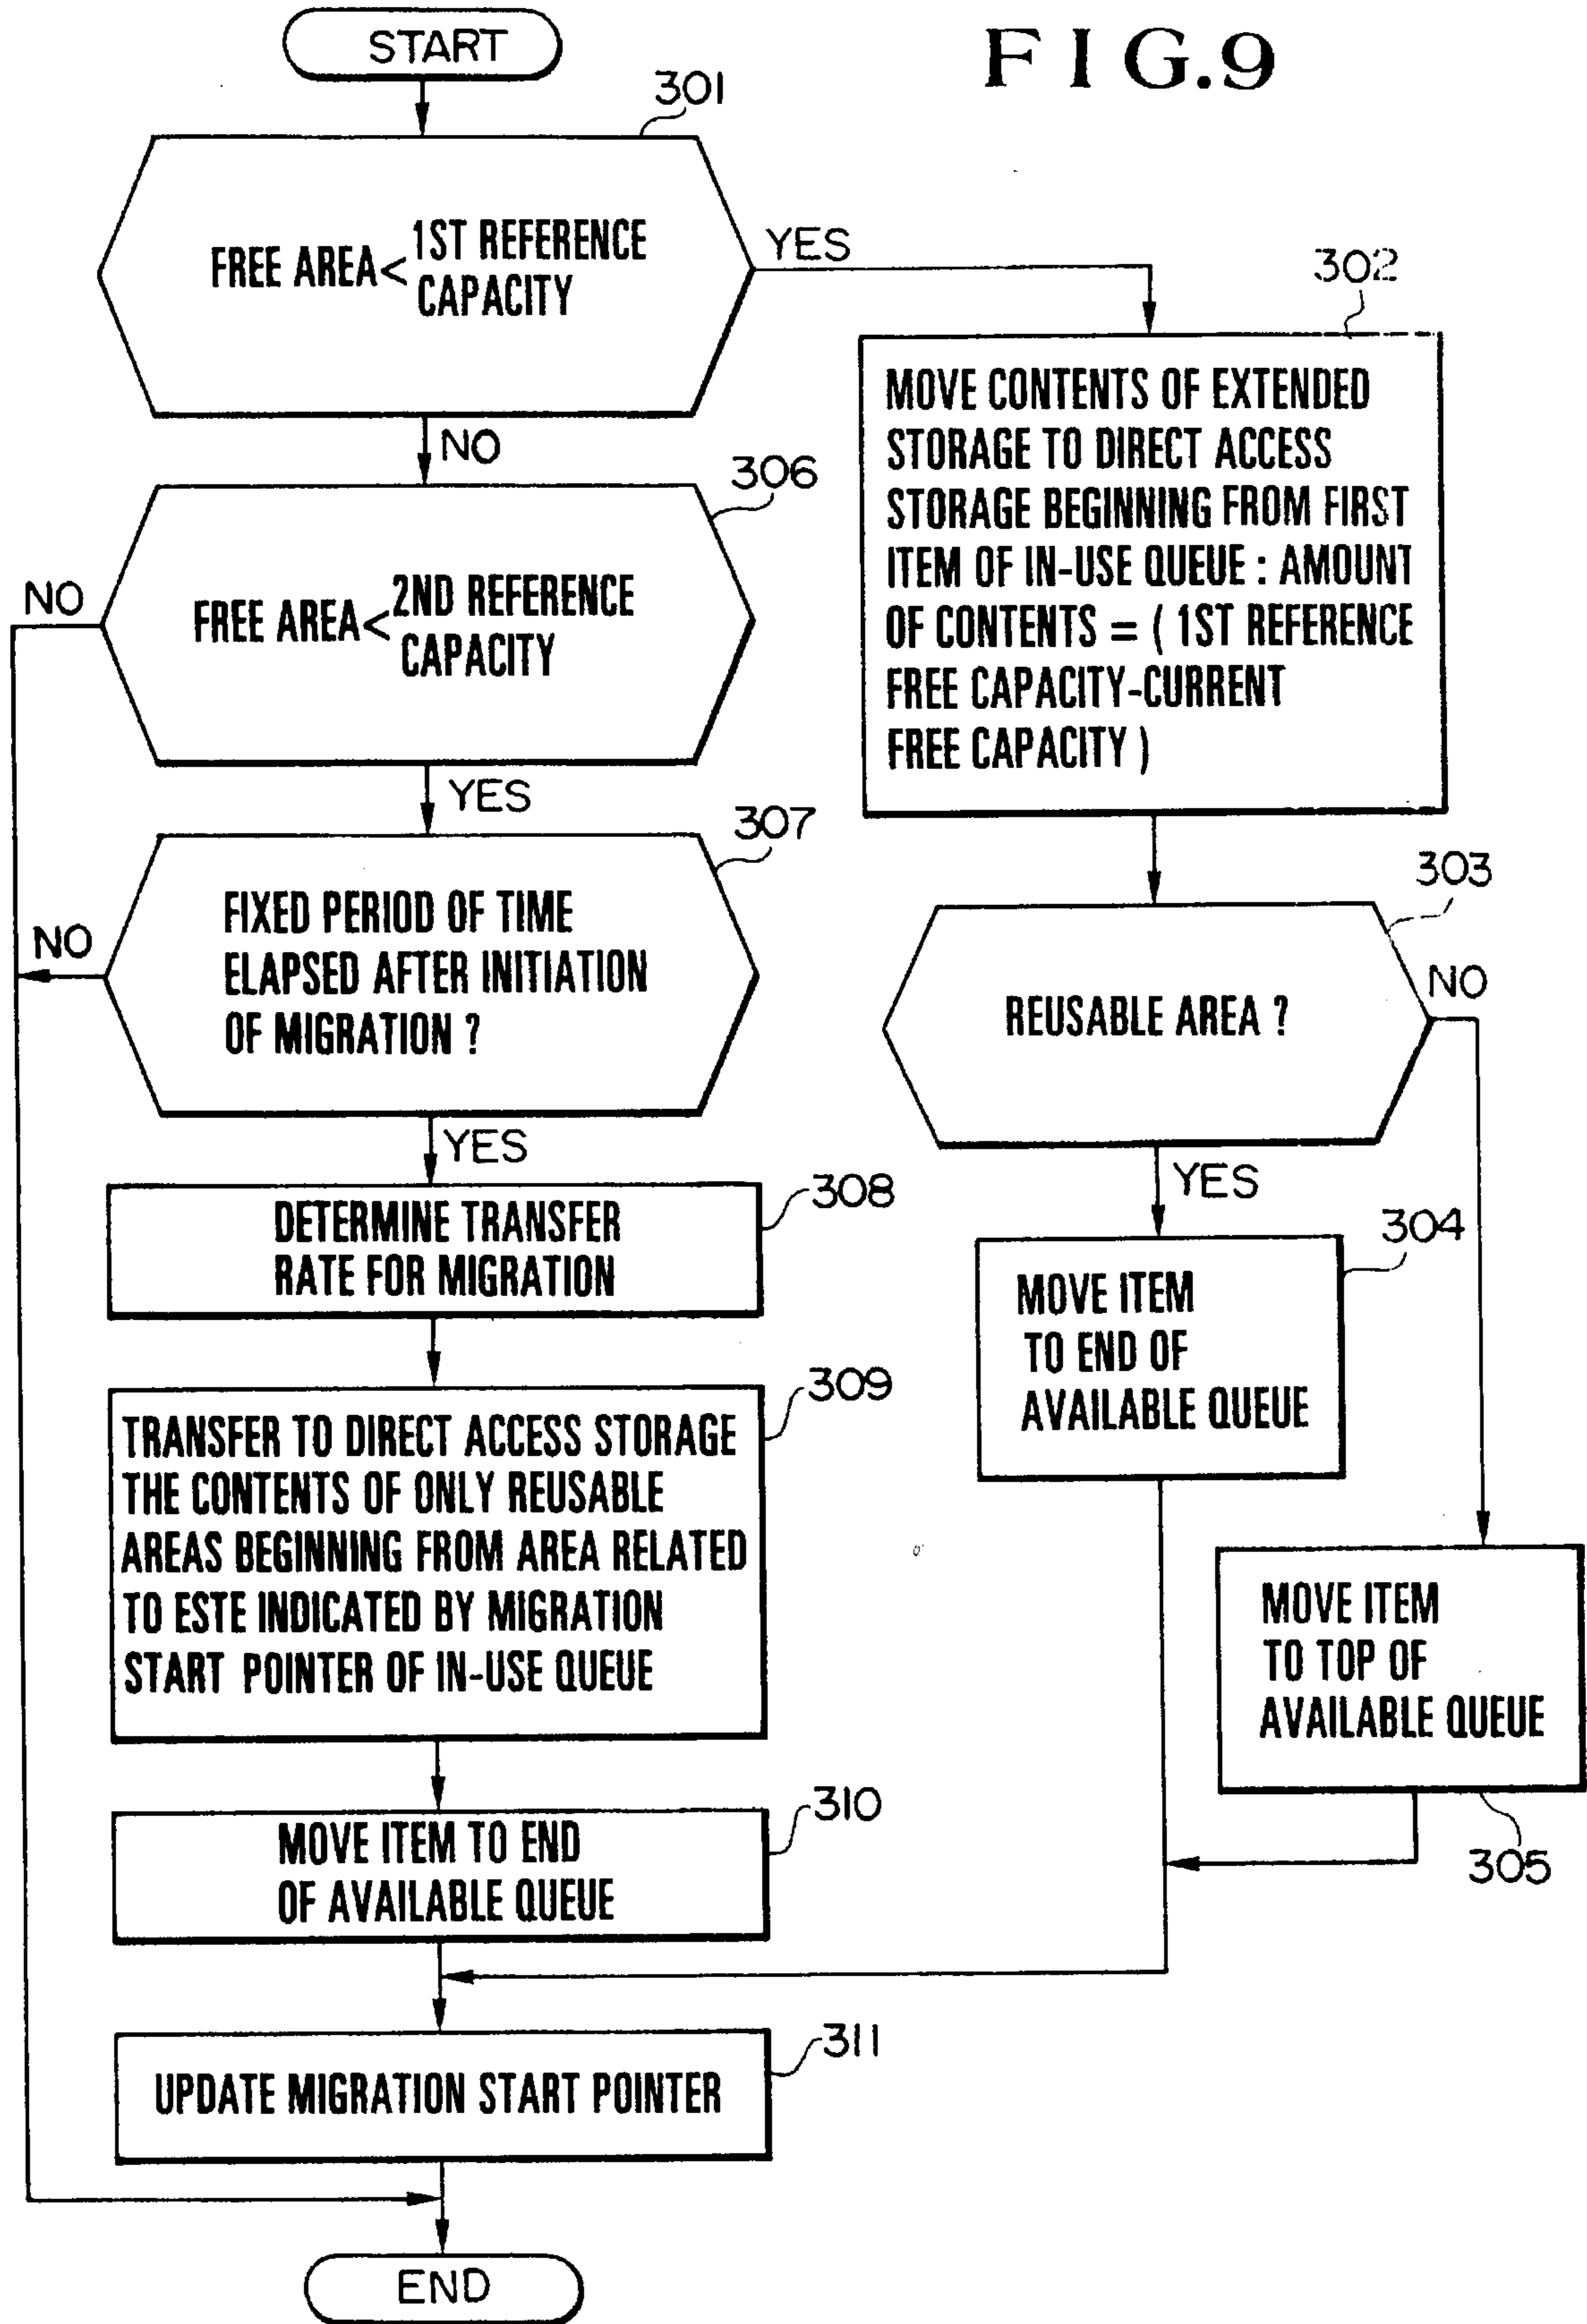 FIG.9
START
301
FREE AREA < 1ST REFERENCE
CAPACITY
YES
NO
302
MOVE CONTENTS OF EXTENDED
STORAGE TO DIRECT ACCESS
STORAGE BEGINNING FROM FIRST
ITEM OF IN-USE QUEUE : AMOUNT
OF CONTENTS = ( 1ST REFERENCE
FREE CAPACITY-CURRENT
FREE CAPACITY )
303
REUSABLE AREA ?
NO
YES
304
MOVE ITEM
TO END OF
AVAILABLE QUEUE
MOVE ITEM
TO TOP OF
AVAILABLE QUEUE
305
306
FREE AREA < 2ND REFERENCE
CAPACITY
NO
YES
307
FIXED PERIOD OF TIME
ELAPSED AFTER INITIATION
OF MIGRATION ?
NO
YES
308
DETERMINE TRANSFER
RATE FOR MIGRATION
309
TRANSFER TO DIRECT ACCESS STORAGE
THE CONTENTS OF ONLY REUSABLE
AREAS BEGINNING FROM AREA RELATED
TO ESTE INDICATED BY MIGRATION
START POINTER OF IN-USE QUEUE
310
MOVE ITEM TO END
OF AVAILABLE QUEUE
311
UPDATE MIGRATION START POINTER
END